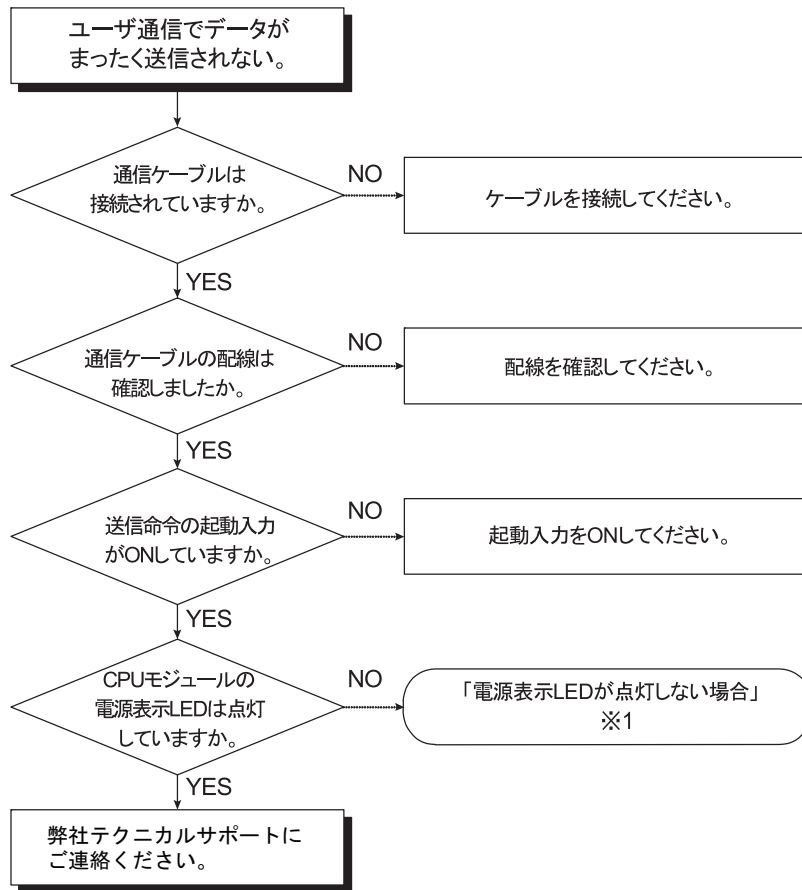 ユーザ通信でデータが
まったく送信されない。
通信ケーブルは
接続されていますか。
NO
ケーブルを接続してください。
YES
通信ケーブルの配線は
確認しましたか。
NO
配線を確認してください。
YES
送信命令の起動入力
がONしていますか。
NO
起動入力をONしてください。
YES
CPUモジュールの
電源表示LEDは点灯
していますか。
NO
「電源表示LEDが点灯しない場合」
※1
YES
弊社テクニカルサポートに
ご連絡ください。